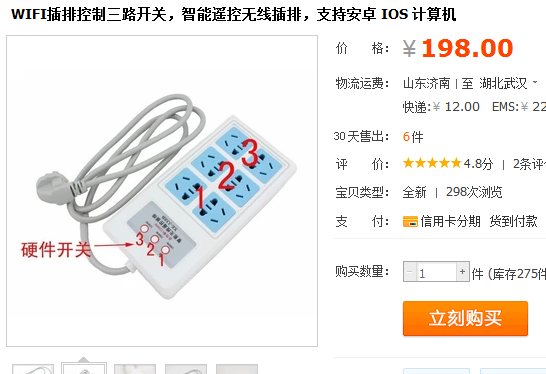 WIFI插排控制三路开关，智能遥控无线插排，支持安卓 IOS 计算机
价 格: ¥198.00
物流运费: 山东济南 | 至 湖北武汉
快递:¥ 12.00 EMS:¥ 22
30 天售出: 6件
评 价: 4.8分 | 2条评
宝贝类型: 全新 | 298次浏览
支 付: 信用卡分期 货到付款
购买数量: - 1 + 件 (库存275件
立刻购买
3
2
1
硬件开关
3
2
1